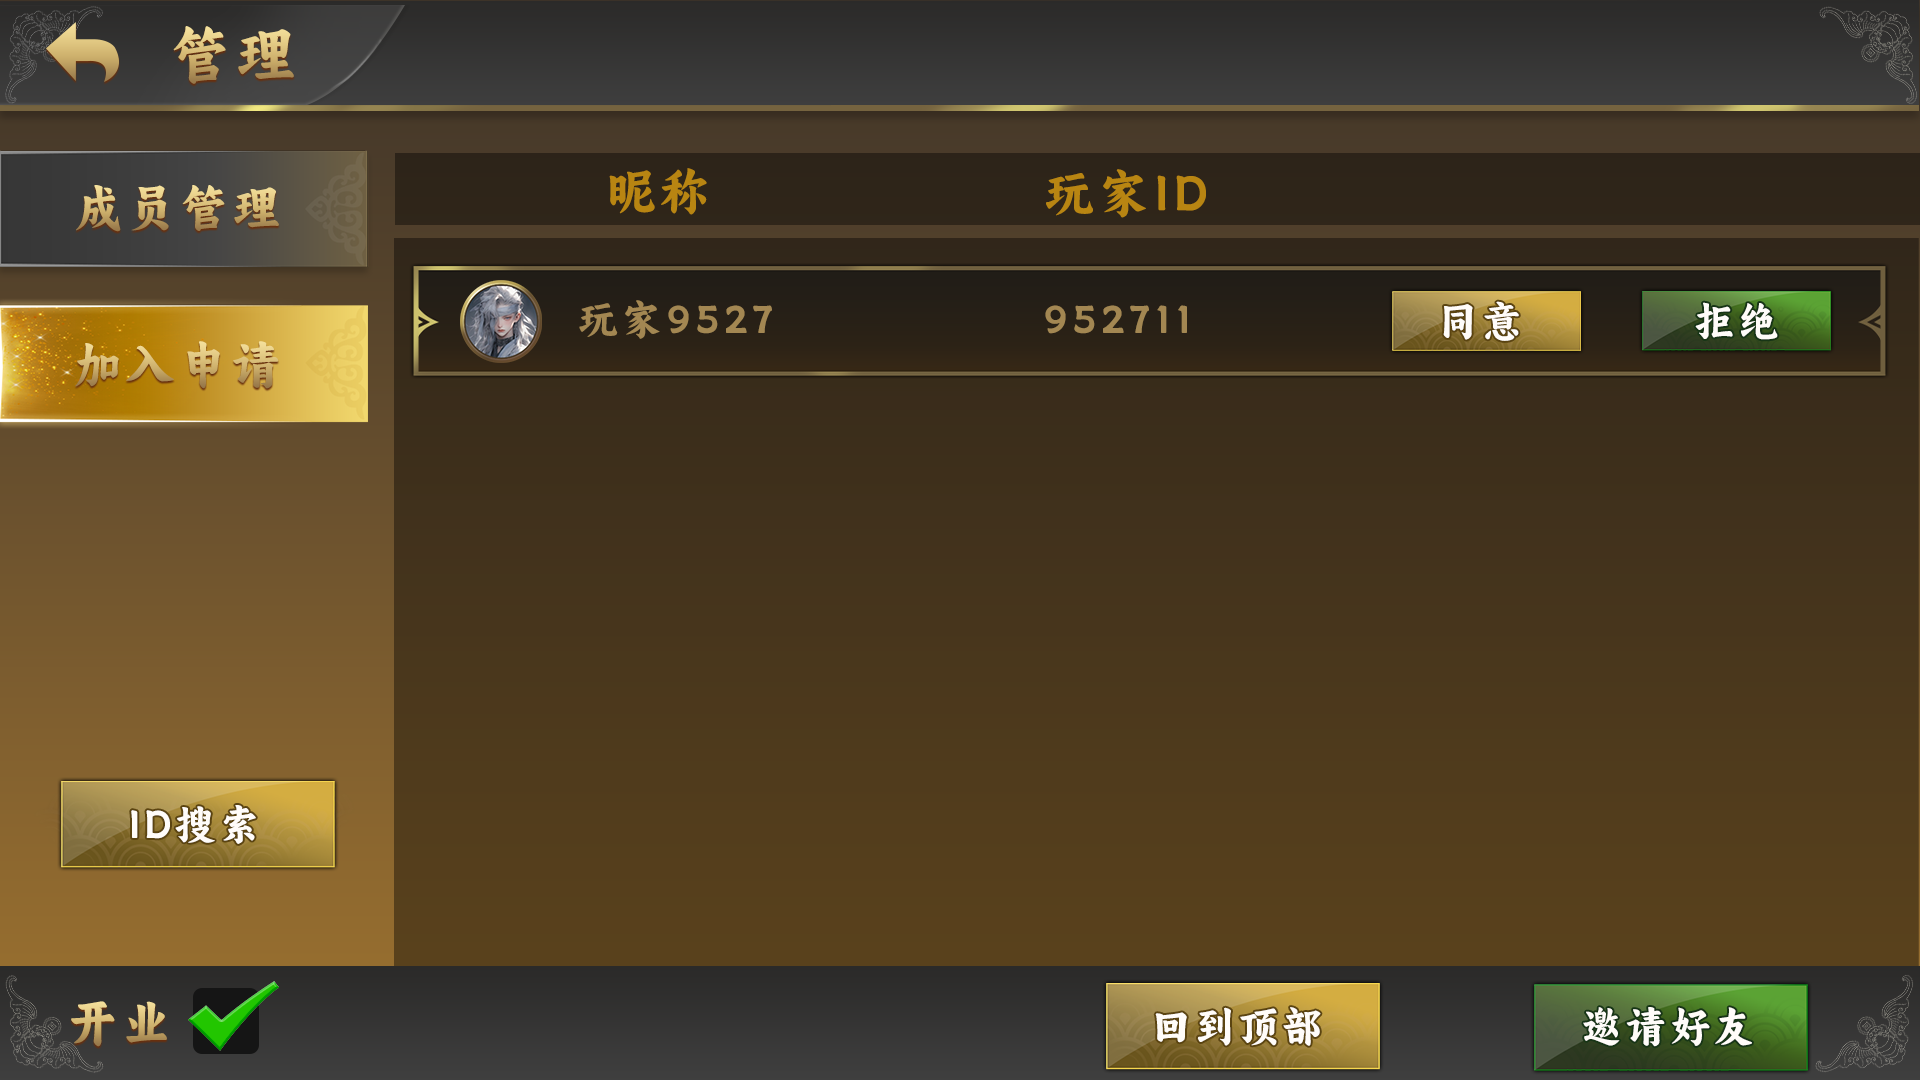 管理
成员管理
加入申请
ID搜索
昵称 玩家ID
玩家9527 952711 同意 拒绝
开业 回到顶部 邀请好友